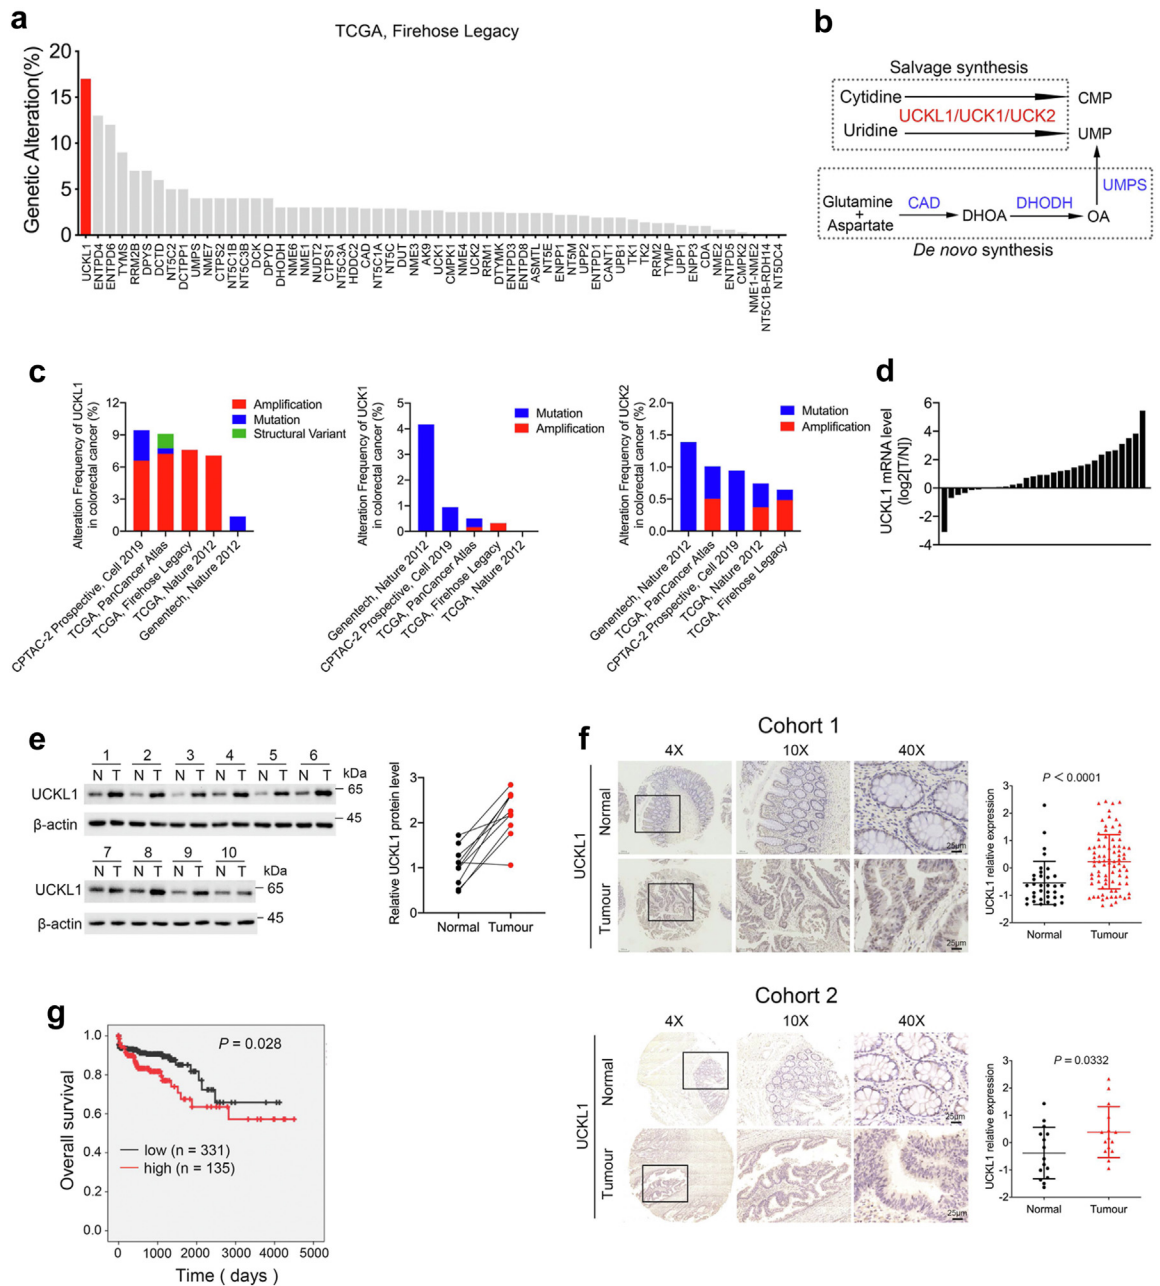 a
TCGA, Firehose Legacy
Genetic Alteration(%)
20
15
10
5
0
UCKL1
ENTPD4
ENTPD6
TYMS
RRM2B
DPYS
DCTD
NT5C2
DCTPP1
UMPS
NME7
CTPS2
NT5C1B
NT5C3B
DCK
DPYD
DHODH
NME6
NME1
NUDT2
CTPS1
NT5C3A
HDDC2
CAD
NT5C1A
NT5C
DUT
NME3
AK9
UCK1
CMPK1
NME4
UCK2
RRM1
DTYMK
ENTPD3
ENTPD8
ASMTL
NT5E
ENPP1
NT5M
UPP2
ENTPD1
CANT1
UPB1
TK1
TK2
RRM2
TYMP
UPP1
ENPP3
CDA
NME2
ENTPD5
CMPK2
NME1-NME2
NT5C1B-RDH14
NT5DC4
b
Salvage synthesis
Cytidine
CMP
UCKL1/UCK1/UCK2
Uridine
UMP
UMPS
Glutamine
+
Aspartate
CAD
DHOA
DHODH
OA
De novo synthesis
c
Alteration Frequency of UCKL1
in colorectal cancer (%)
12
9
6
3
0
Amplification
Mutation
Structural Variant
CPTAC-2 Prospective, Cell 2019
TCGA, PanCancer Atlas
TCGA, Firehose Legacy
TCGA, Nature 2012
Genentech, Nature 2012
Alteration Frequency of UCK1
in colorectal cancer (%)
5
4
3
2
1
0
Mutation
Amplification
Genentech, Nature 2012
CPTAC-2 Prospective, Cell 2019
TCGA, PanCancer Atlas
TCGA, Firehose Legacy
TCGA, Nature 2012
Alteration Frequency of UCK2
in colorectal cancer (%)
2.0
1.5
1.0
0.5
0.0
Mutation
Amplification
Genentech, Nature 2012
TCGA, PanCancer Atlas
CPTAC-2 Prospective, Cell 2019
TCGA, Nature 2012
TCGA, Firehose Legacy
d
UCKL1 mRNA level
(log2[T/N])
6
4
2
0
-2
-4
e
1 2 3 4 5 6
N T N T N T N T N T N T kDa
UCKL1
65
β-actin
45
7 8 9 10
N T N T N T N T kDa
UCKL1
65
β-actin
45
Relative UCKL1 protein level
3
2
1
0
Normal Tumour
f
Cohort 1
4X 10X 40X
UCKL1
Normal
Tumour
25μm
25μm
P < 0.0001
UCKL1 relative expression
3
2
1
0
-1
-2
Normal Tumour
Cohort 2
4X 10X 40X
UCKL1
Normal
Tumour
25μm
25μm
P = 0.0332
UCKL1 relative expression
3
2
1
0
-1
-2
Normal Tumour
g
Overall survival
1.0
0.8
0.6
0.4
0.2
0.0
P = 0.028
low (n = 331)
high (n = 135)
0 1000 2000 3000 4000 5000
Time ( days )